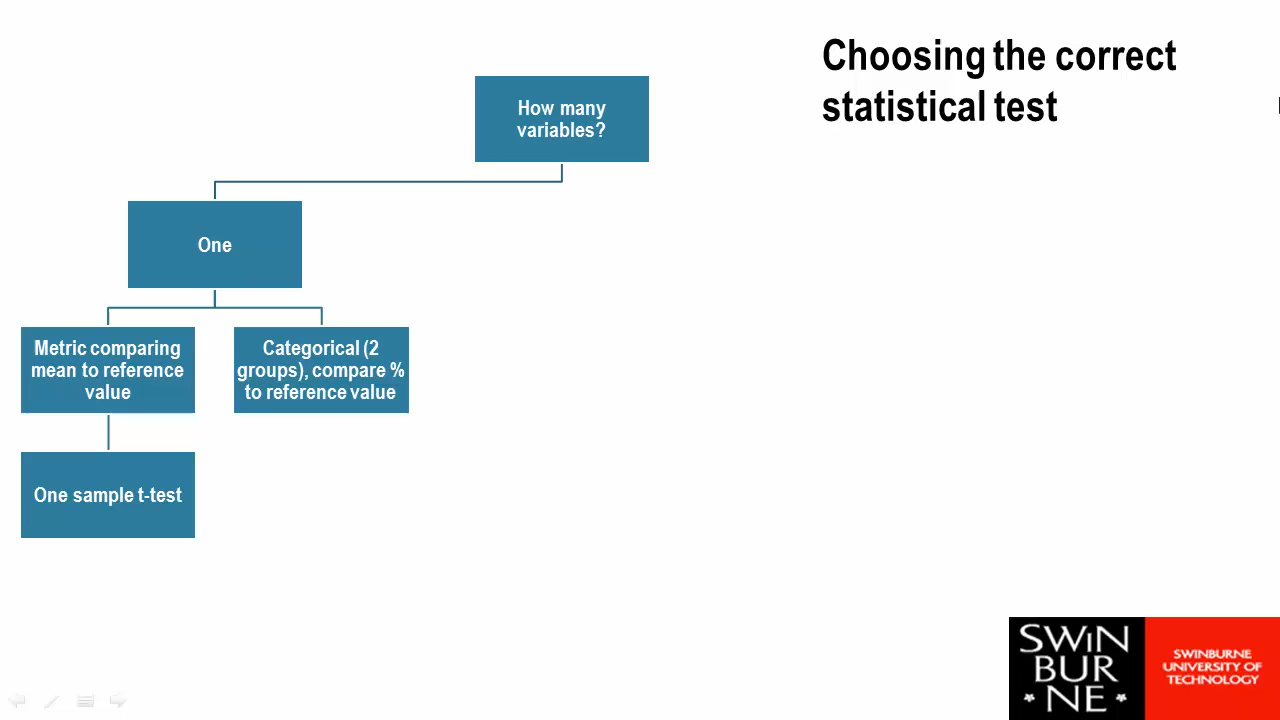 Choosing the correct
statistical test
How many
variables?
One
Metric comparing
mean to reference
value
Categorical (2
groups), compare %
to reference value
One sample t-test
SWIN
BUR
NE
SWINBURNE
UNIVERSITY OF
TECHNOLOGY